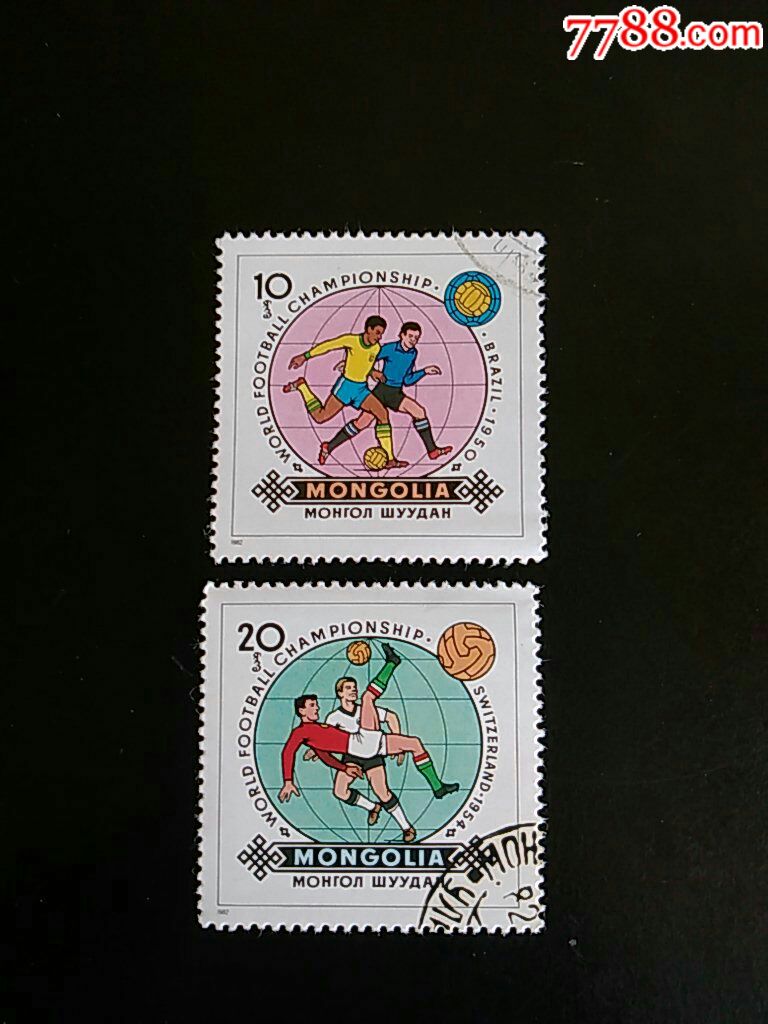 7788.com
10
WORLD FOOTBALL CHAMPIONSHIP · BRAZIL · 1950
MONGOLIA
МОНГОЛ ШУУДАН
1982
20
WORLD FOOTBALL CHAMPIONSHIP · SWITZERLAND · 1954
MONGOLIA
МОНГОЛ ШУУДАН
1982